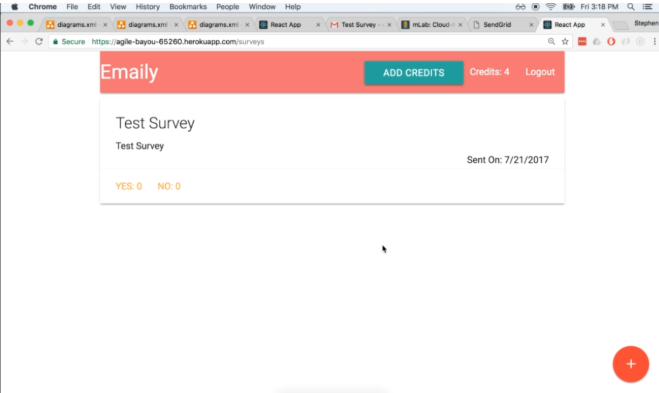 Chrome File Edit View History Bookmarks People Window Help Fri 3:18 PM
diagrams.xml diagrams.xml diagrams.xml React App Test Survey mLab: Cloud SendGrid React App Stephen
Secure https://agile-bayou-65260.herokuapp.com/surveys
Emaily ADD CREDITS Credits: 4 Logout
Test Survey
Test Survey
Sent On: 7/21/2017
YES: 0 NO: 0
+